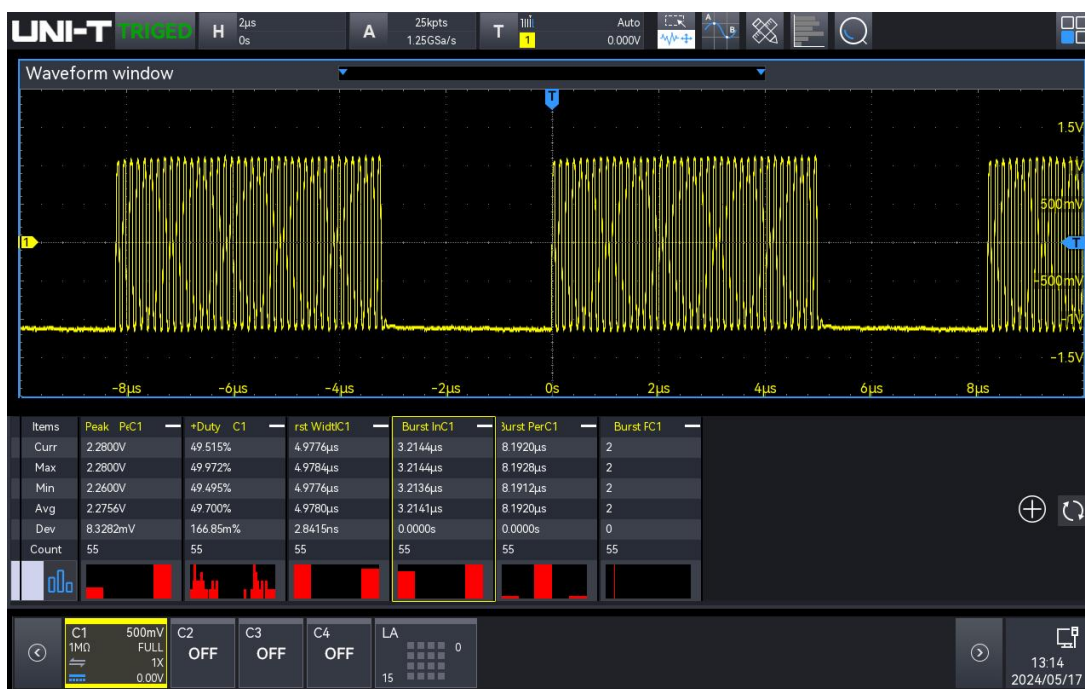 UNI-T TRIGED H 2µs 0s A 25kpts 1.25GSa/s T 1 Auto 0.000V A B
Waveform window
T
1.5V
500mV
1
T
-500mV
-1V
-1.5V
-8µs -6µs -4µs -2µs 0s 2µs 4µs 6µs 8µs
Items Peak PeC1 +Duty C1 rst WidtlC1 Burst InC1 Burst PerC1 Burst FC1
Curr 2.2800V 49.515% 4.9776µs 3.2144µs 8.1920µs 2
Max 2.2800V 49.972% 4.9784µs 3.2144µs 8.1928µs 2
Min 2.2600V 49.495% 4.9776µs 3.2136µs 8.1912µs 2
Avg 2.2756V 49.700% 4.9780µs 3.2141µs 8.1920µs 2
Dev 8.3282mV 166.85m% 2.8415ns 0.0000s 0.0000s 0
Count 55 55 55 55 55 55
C1 500mV C2 C3 C4 LA
1MΩ FULL OFF OFF OFF 0
1X
0.00V 15
13:14
2024/05/17